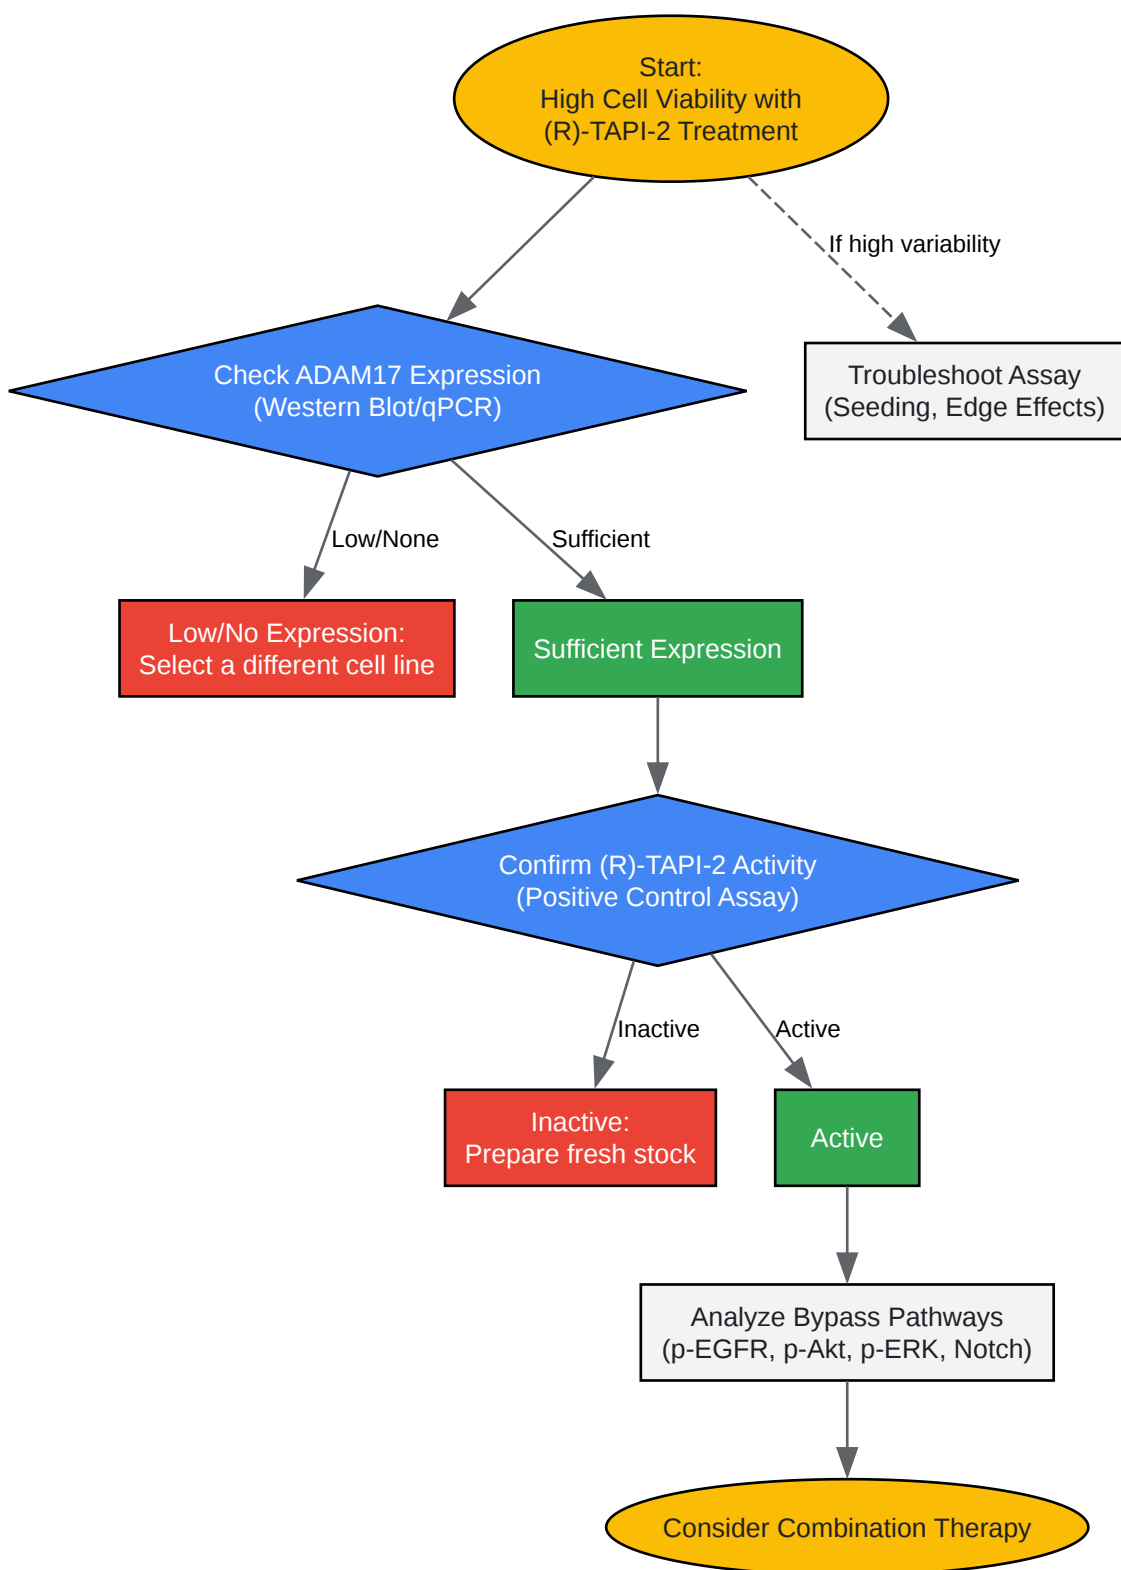 Start:
High Cell Viability with
(R)-TAPI-2 Treatment
If high variability
Check ADAM17 Expression
(Western Blot/qPCR)
Troubleshoot Assay
(Seeding, Edge Effects)
Low/None
Sufficient
Low/No Expression:
Select a different cell line
Sufficient Expression
Confirm (R)-TAPI-2 Activity
(Positive Control Assay)
Inactive
Active
Inactive:
Prepare fresh stock
Active
Analyze Bypass Pathways
(p-EGFR, p-Akt, p-ERK, Notch)
Consider Combination Therapy